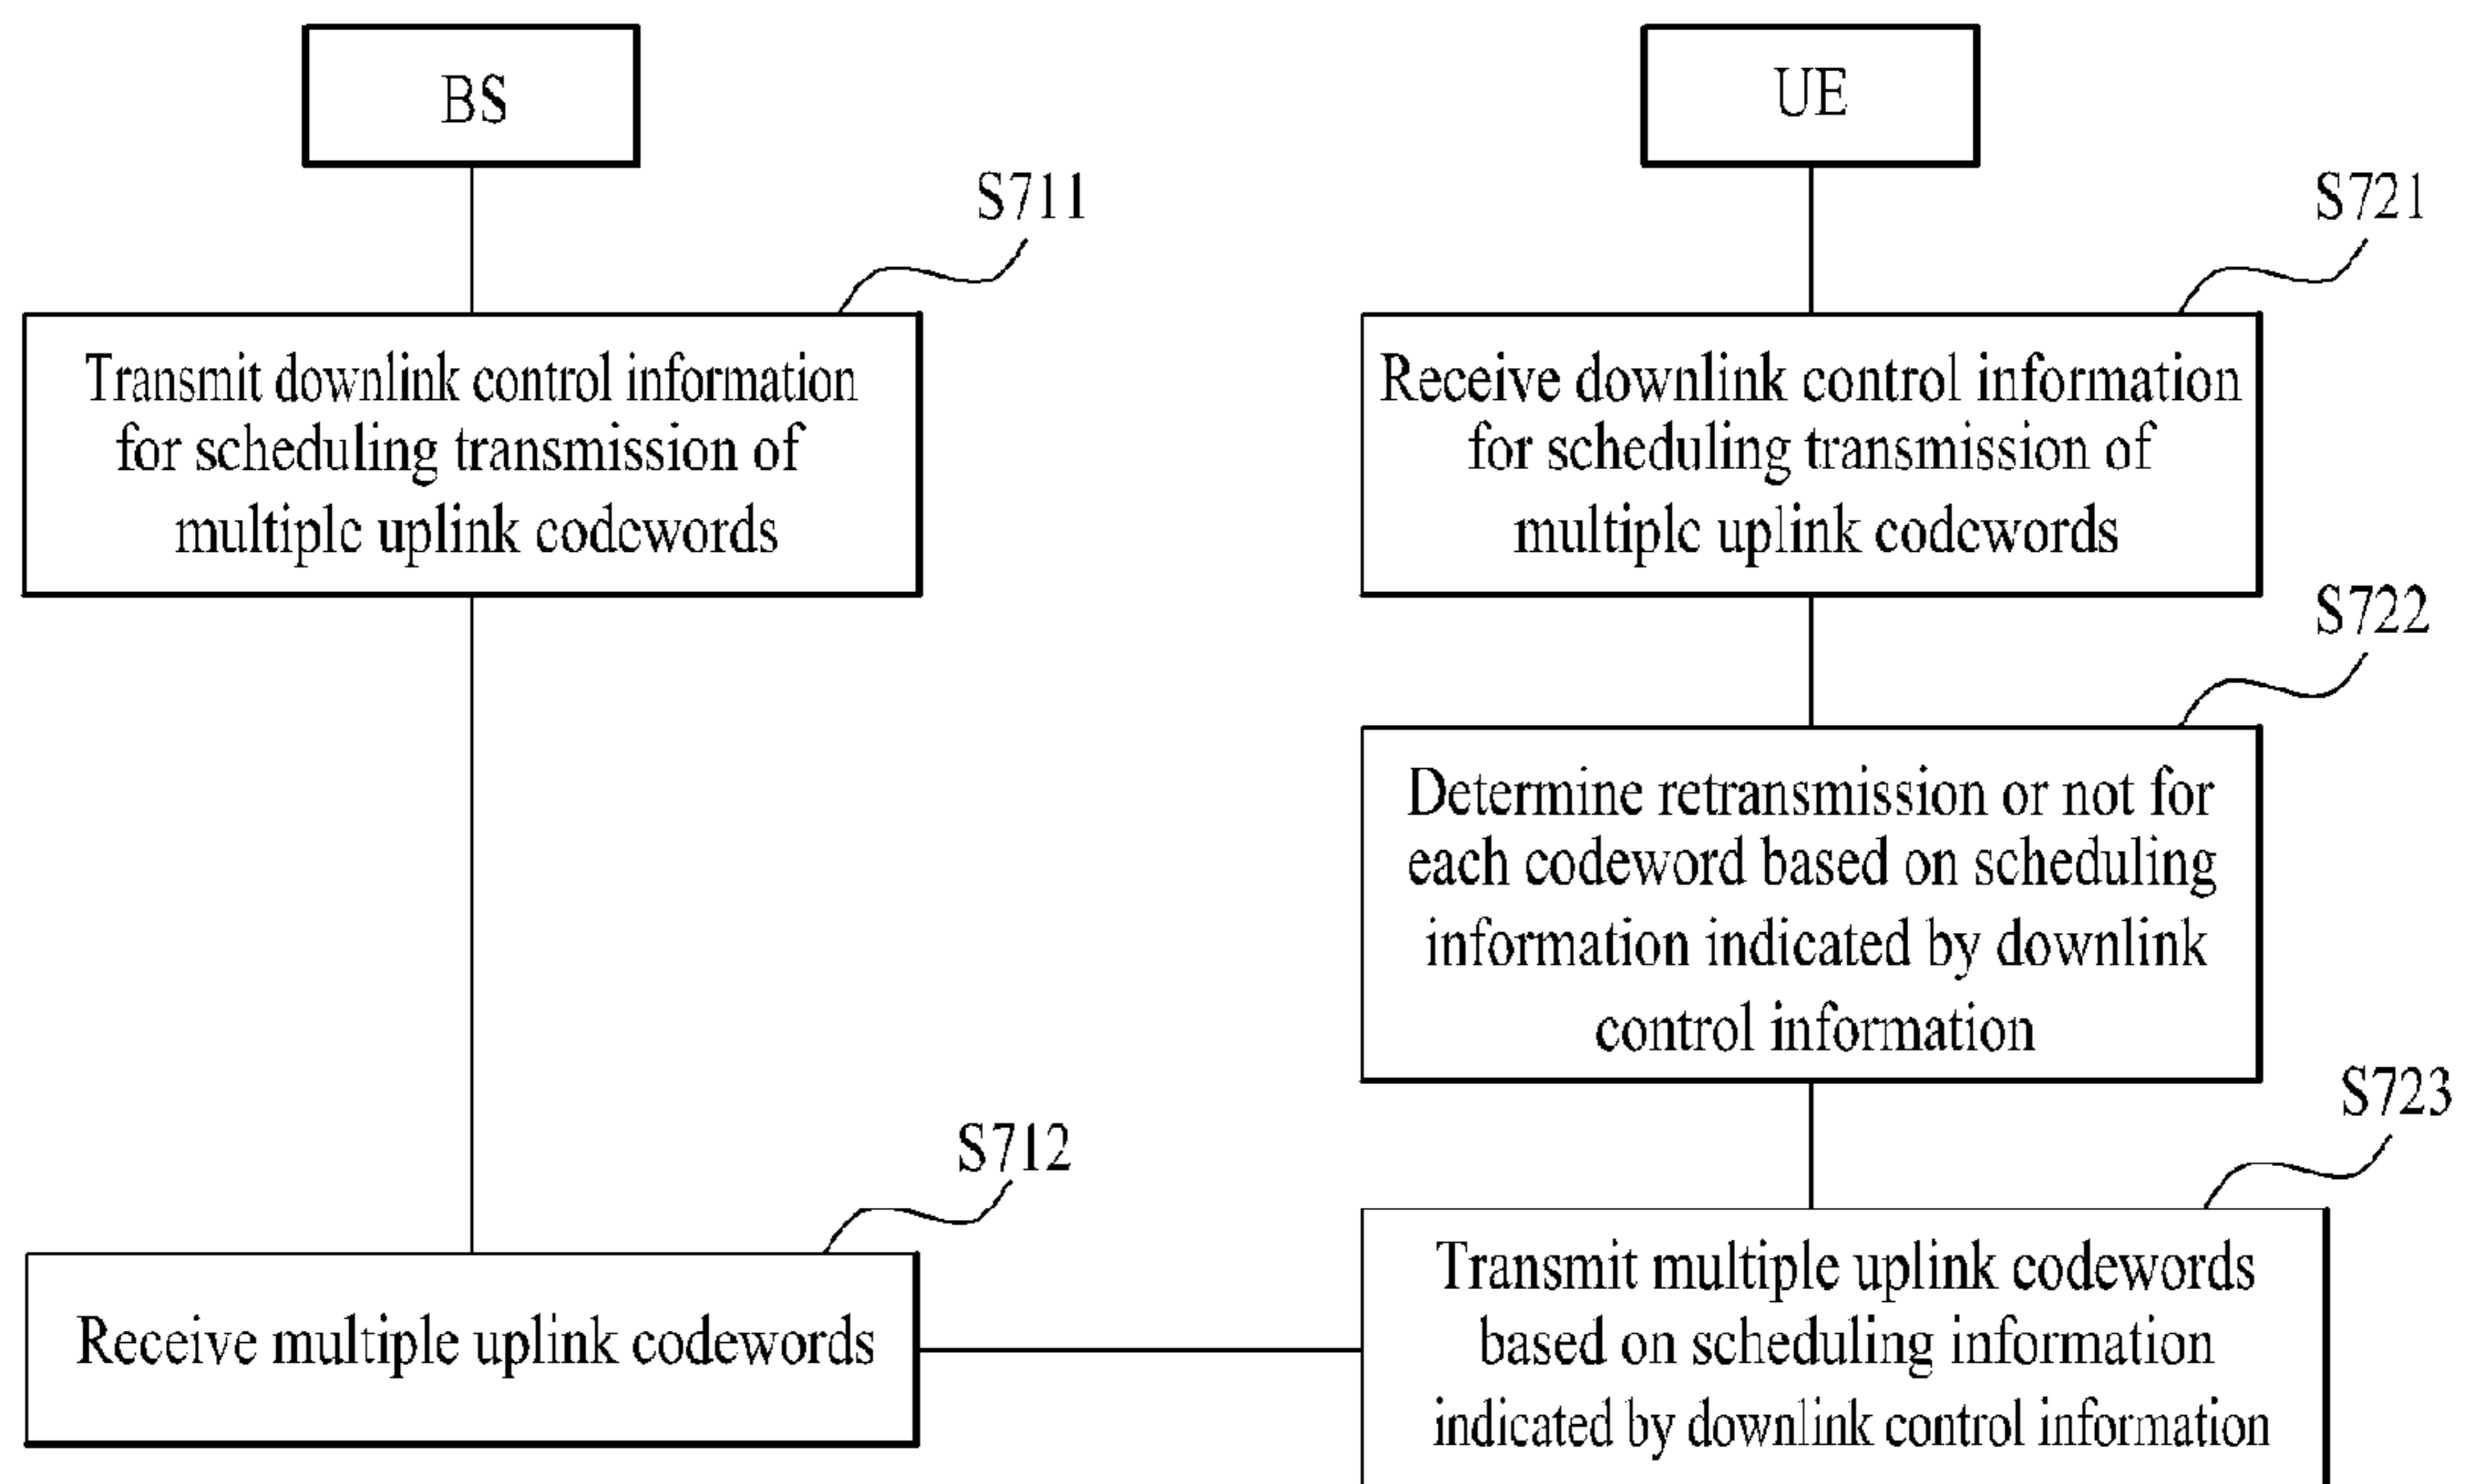 BS
UE
S711
S721
Transmit downlink control information
for scheduling transmission of
multiple uplink codewords
Receive downlink control information
for scheduling transmission of
multiple uplink codewords
S722
Determine retransmission or not for
each codeword based on scheduling
information indicated by downlink
control information
S723
S712
Receive multiple uplink codewords
Transmit multiple uplink codewords
based on scheduling information
indicated by downlink control information